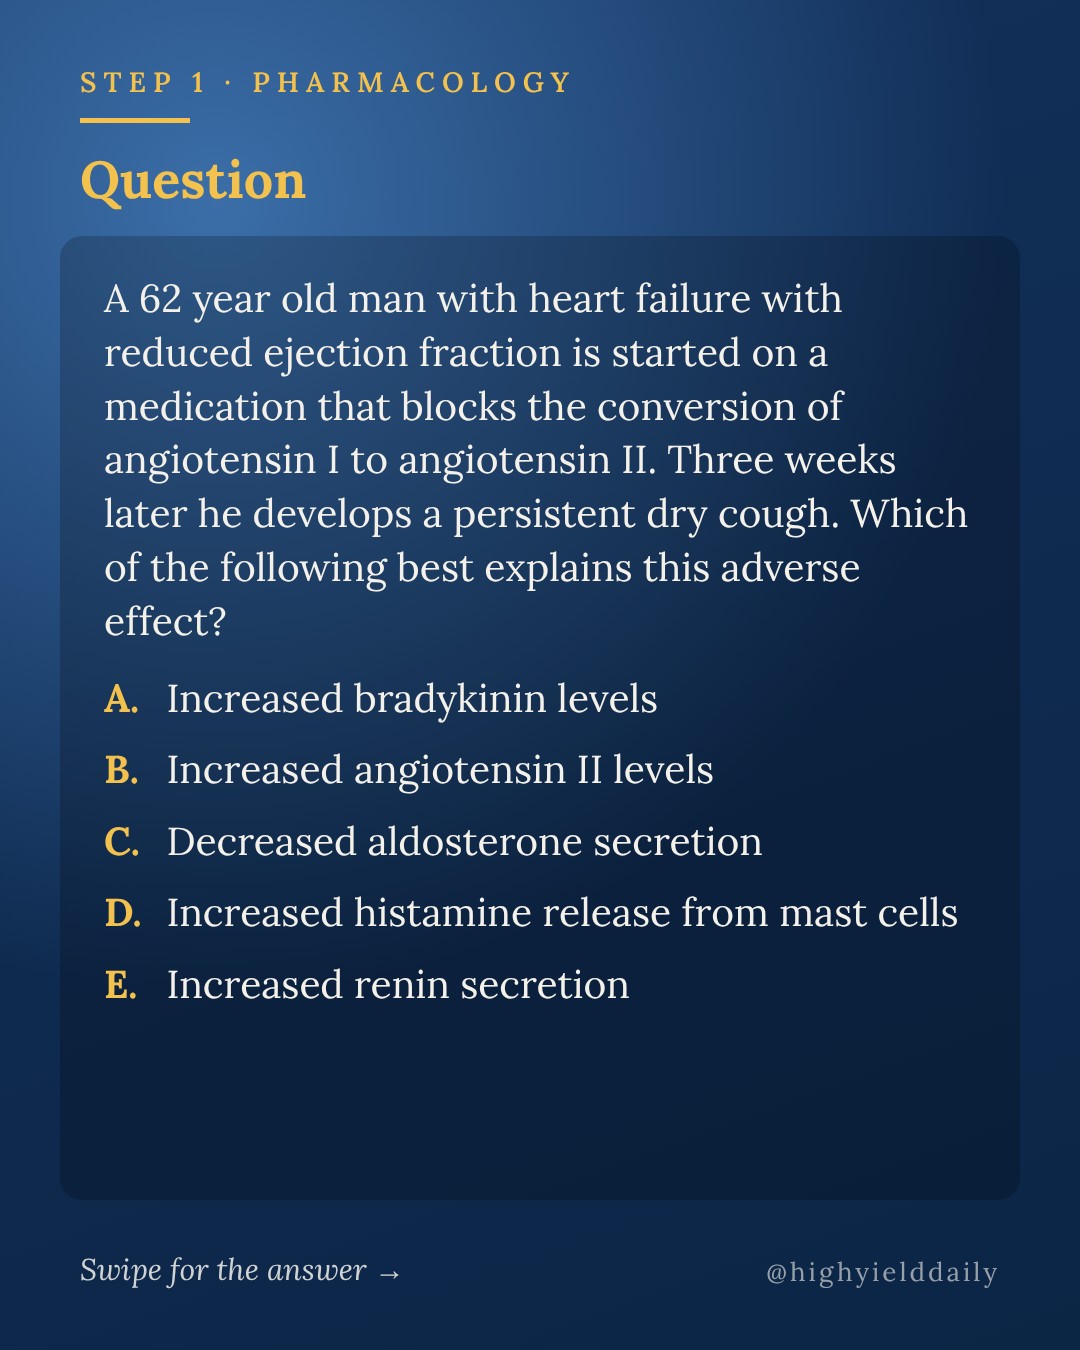 STEP 1 · PHARMACOLOGY
Question
A 62 year old man with heart failure with
reduced ejection fraction is started on a
medication that blocks the conversion of
angiotensin I to angiotensin II. Three weeks
later he develops a persistent dry cough. Which
of the following best explains this adverse
effect?
A. Increased bradykinin levels
B. Increased angiotensin II levels
C. Decreased aldosterone secretion
D. Increased histamine release from mast cells
E. Increased renin secretion
Swipe for the answer →
@highyielddaily